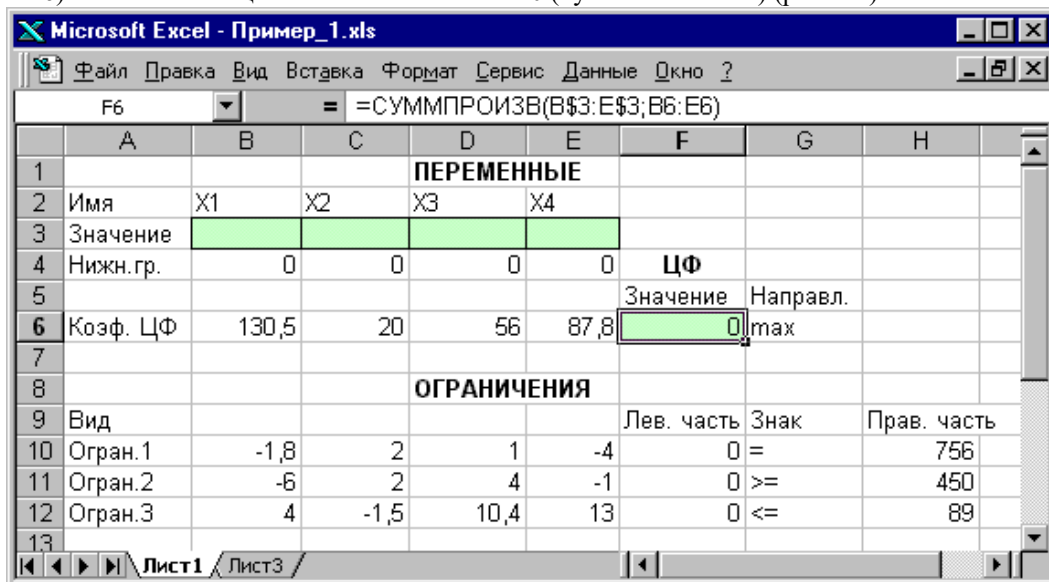 Microsoft Excel - Пример_1.xls
Файл Правка Вид Вставка Формат Сервис Данные Окно ?
F6 = =СУММПРОИЗВ(B$3:E$3;B6:E6)
A B C D E F G H
1 ПЕРЕМЕННЫЕ
2 Имя X1 X2 X3 X4
3 Значение
4 Нижн.гр. 0 0 0 0 ЦФ
5 Значение Направл.
6 Коэф. ЦФ 130,5 20 56 87,8 0 max
7
8 ОГРАНИЧЕНИЯ
9 Вид Лев. часть Знак Прав. часть
10 Огран.1 -1,8 2 1 -4 0 = 756
11 Огран.2 -6 2 4 -1 0 >= 450
12 Огран.3 4 -1,5 10,4 13 0 <= 89
13
Лист1 Лист3